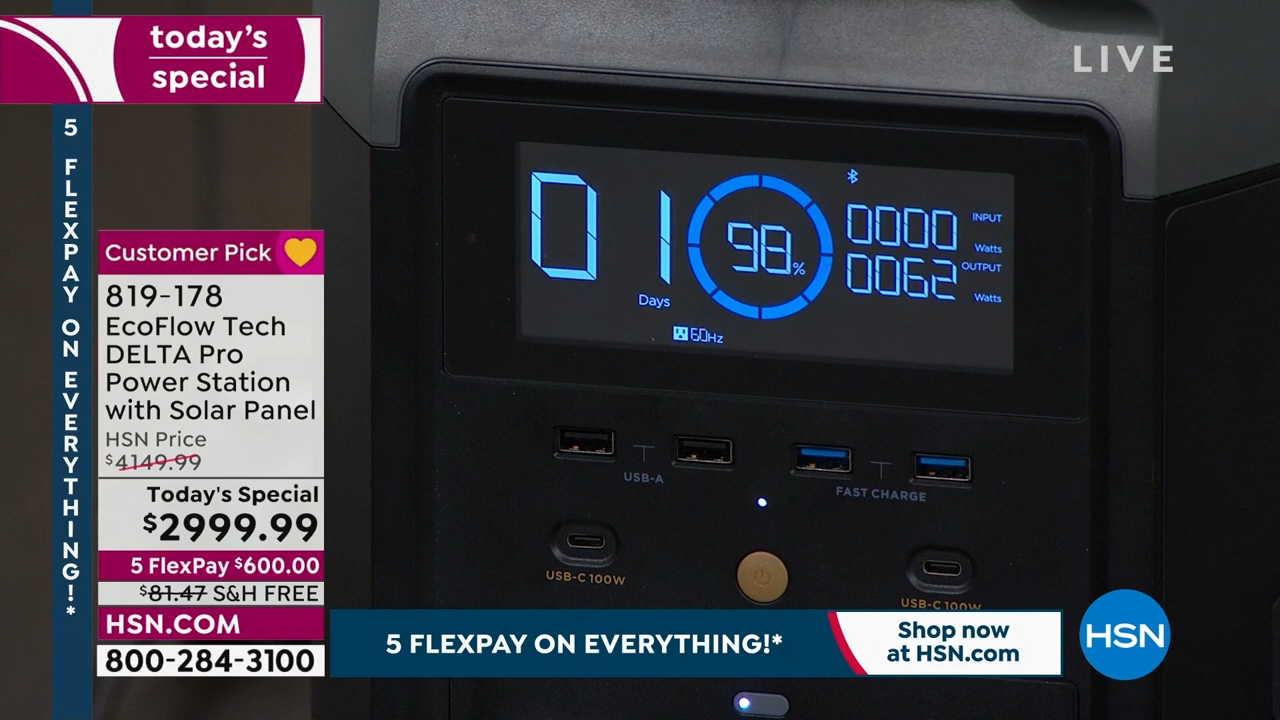 today's
special
LIVE
5 FLEXPAY ON EVERYTHING!*
Customer Pick
819-178
EcoFlow Tech
DELTA Pro
Power Station
with Solar Panel
HSN Price
$4149.99
Today's Special
$2999.99
5 FlexPay $600.00
$81.47 S&H FREE
HSN.COM
800-284-3100
01
Days
98%
0000 INPUT
Watts
0062 OUTPUT
Watts
60Hz
USB-A
FAST CHARGE
USB-C 100W
USB-C 100W
5 FLEXPAY ON EVERYTHING!*
Shop now
at HSN.com
HSN